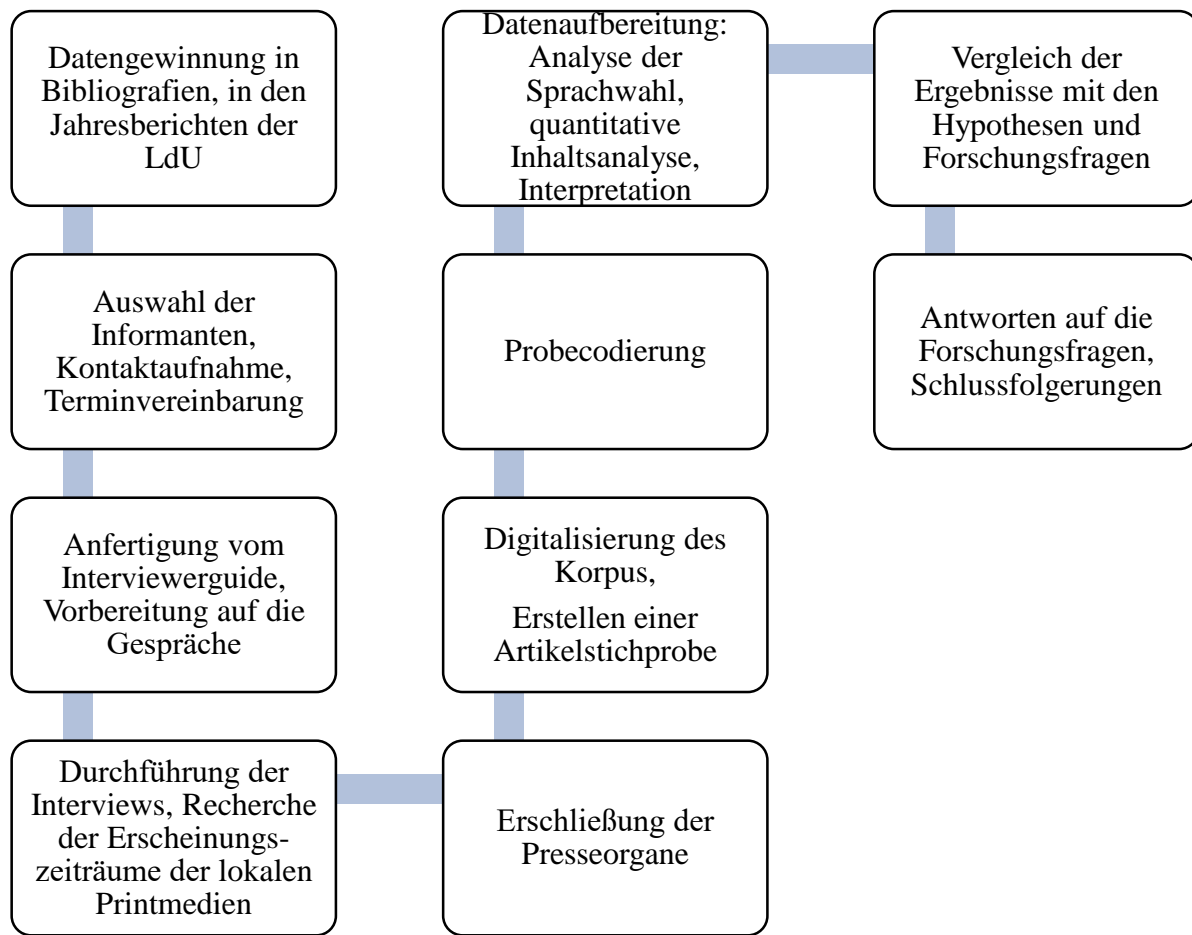 Datengewinnung in
Bibliografien, in den
Jahresberichten der
LdU
Auswahl der
Informanten,
Kontaktaufnahme,
Terminvereinbarung
Anfertigung vom
Interviewerguide,
Vorbereitung auf die
Gespräche
Durchführung der
Interviews, Recherche
der Erscheinungs-
zeiträume der lokalen
Printmedien
Erschließung der
Presseorgane
Digitalisierung des
Korpus,
Erstellen einer
Artikelstichprobe
Probecodierung
Datenaufbereitung:
Analyse der
Sprachwahl,
quantitative
Inhaltsanalyse,
Interpretation
Vergleich der
Ergebnisse mit den
Hypothesen und
Forschungsfragen
Antworten auf die
Forschungsfragen,
Schlussfolgerungen